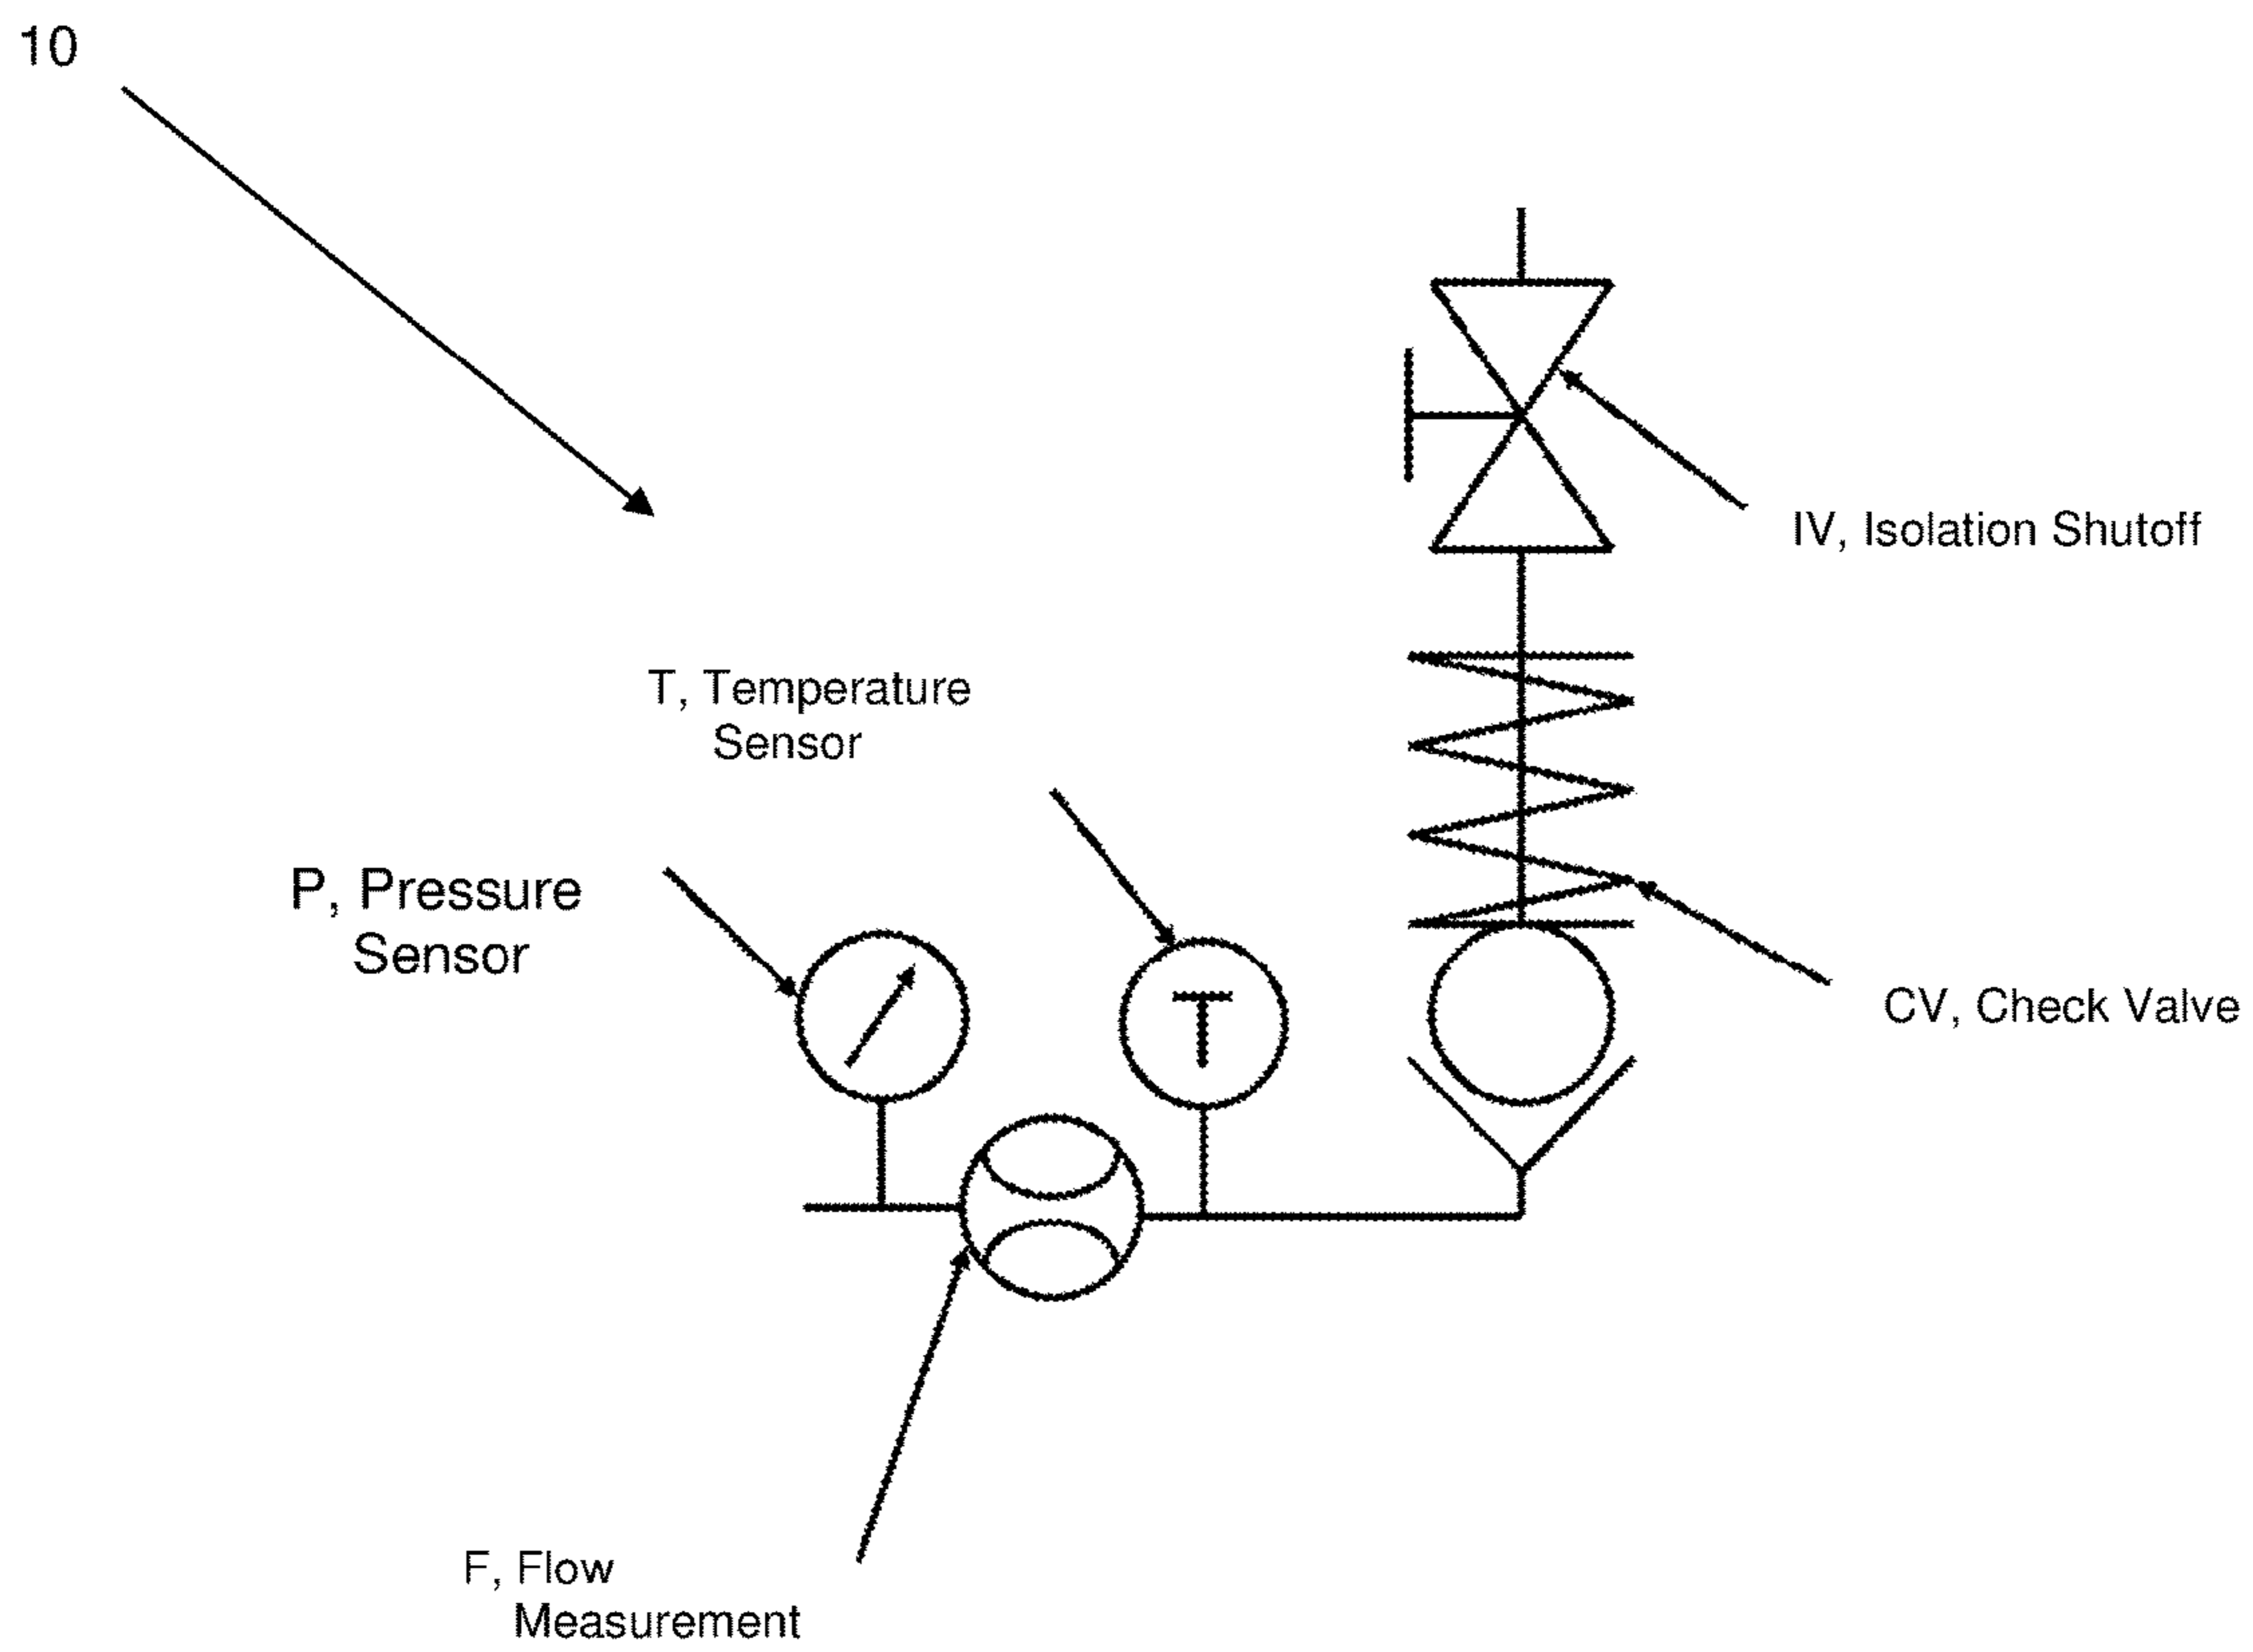 10
IV, Isolation Shutoff
T, Temperature
Sensor
P, Pressure
Sensor
T
CV, Check Valve
F, Flow
Measurement